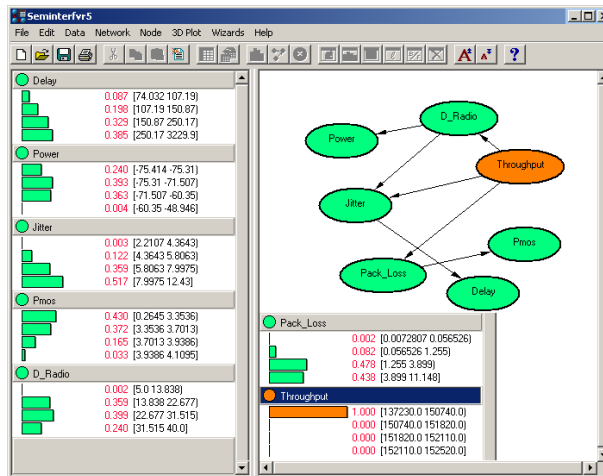 Seminterfvr5
File Edit Data Network Node 3D Plot Wizards Help
Delay
0.087 [74.032 107.19]
0.198 [107.19 150.87]
0.329 [150.87 250.17]
0.385 [250.17 3229.9]
Power
0.240 [-75.414 -75.31]
0.393 [-75.31 -71.507]
0.363 [-71.507 -60.35]
0.004 [-60.35 -48.946]
Jitter
0.003 [2.2107 4.3643]
0.122 [4.3643 5.8063]
0.359 [5.8063 7.9975]
0.517 [7.9975 12.43]
Pmos
0.430 [0.2645 3.3536]
0.372 [3.3536 3.7013]
0.165 [3.7013 3.9386]
0.033 [3.9386 4.1095]
D_Radio
0.002 [5.0 13.838]
0.359 [13.838 22.677]
0.399 [22.677 31.515]
0.240 [31.515 40.0]
D_Radio
Power
Throughput
Jitter
Pmos
Pack_Loss
Delay
Pack_Loss
0.002 [0.0072807 0.056526]
0.082 [0.056526 1.255]
0.478 [1.255 3.899]
0.438 [3.899 11.148]
Throughput
1.000 [137230.0 150740.0]
0.000 [150740.0 151820.0]
0.000 [151820.0 152110.0]
0.000 [152110.0 152520.0]